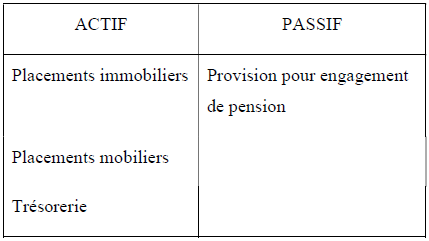 ACTIF PASSIF
Placements immobiliers Provision pour engagement
de pension
Placements mobiliers
Trésorerie